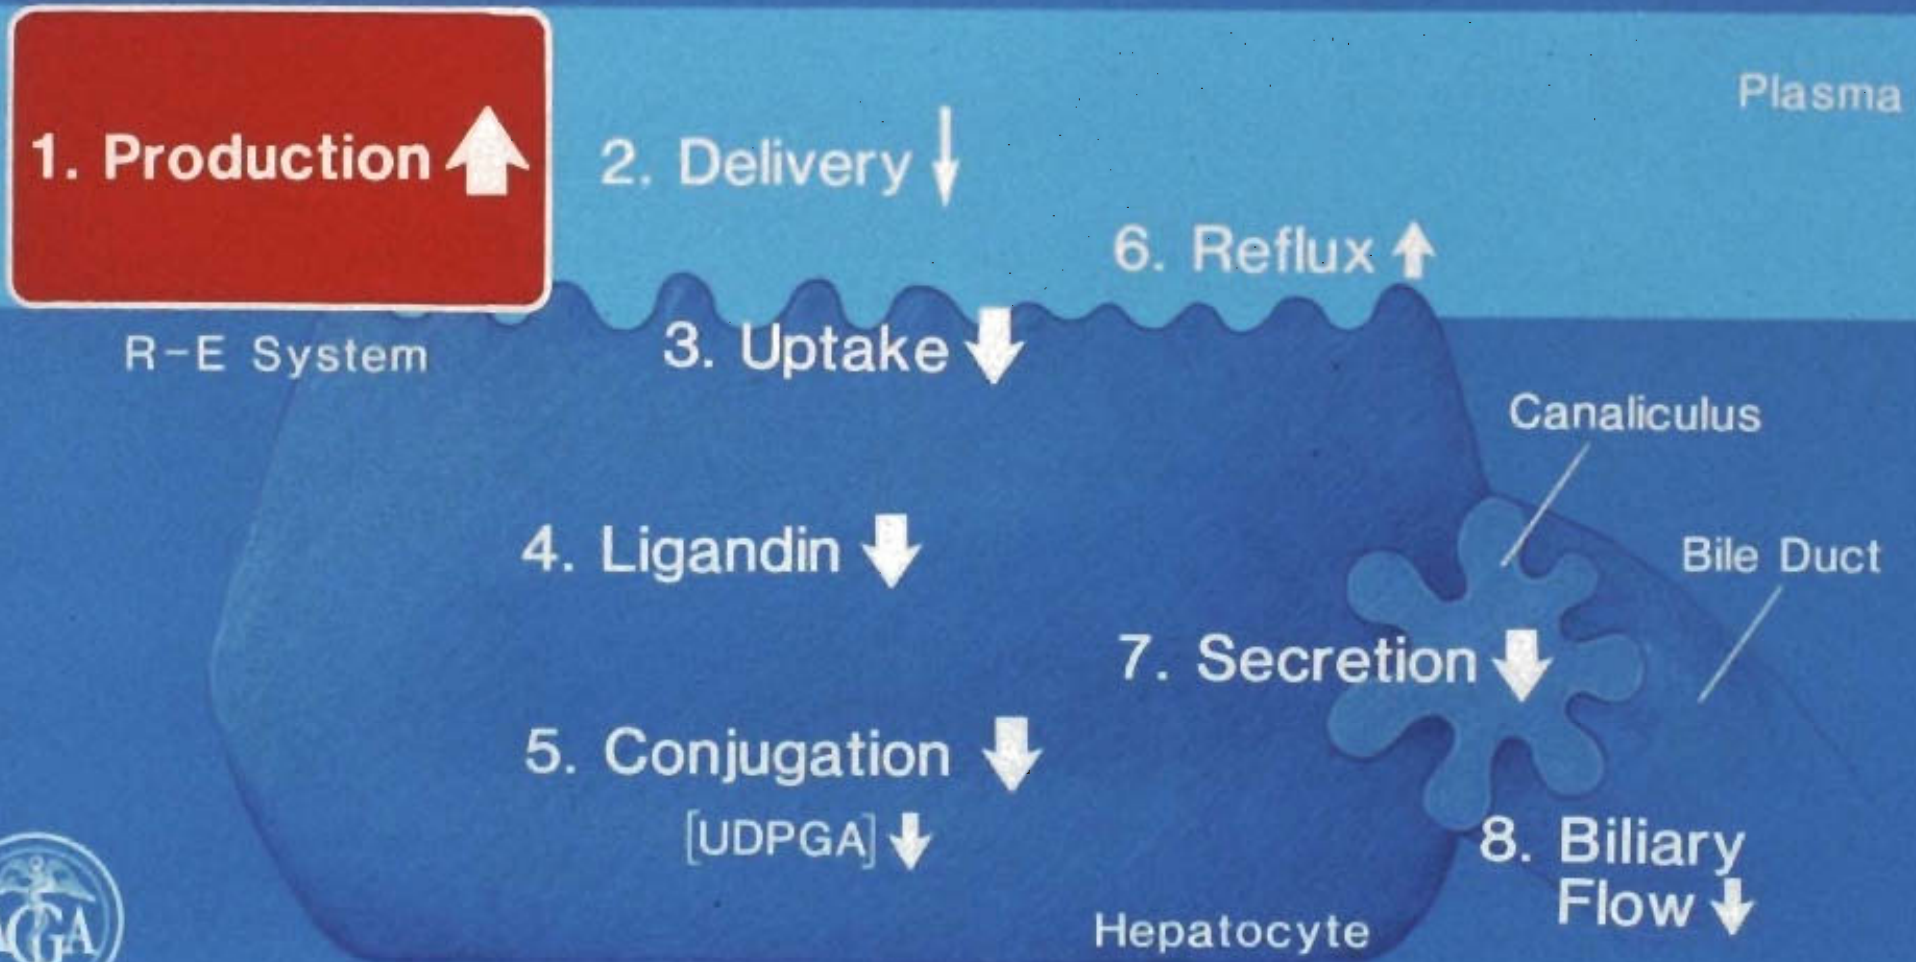 1. Production
2. Delivery
Plasma
6. Reflux
R-E System
3. Uptake
Canaliculus
4. Ligandin
Bile Duct
7. Secretion
5. Conjugation
[UDPGA]
8. Biliary
Flow
Hepatocyte
AGA